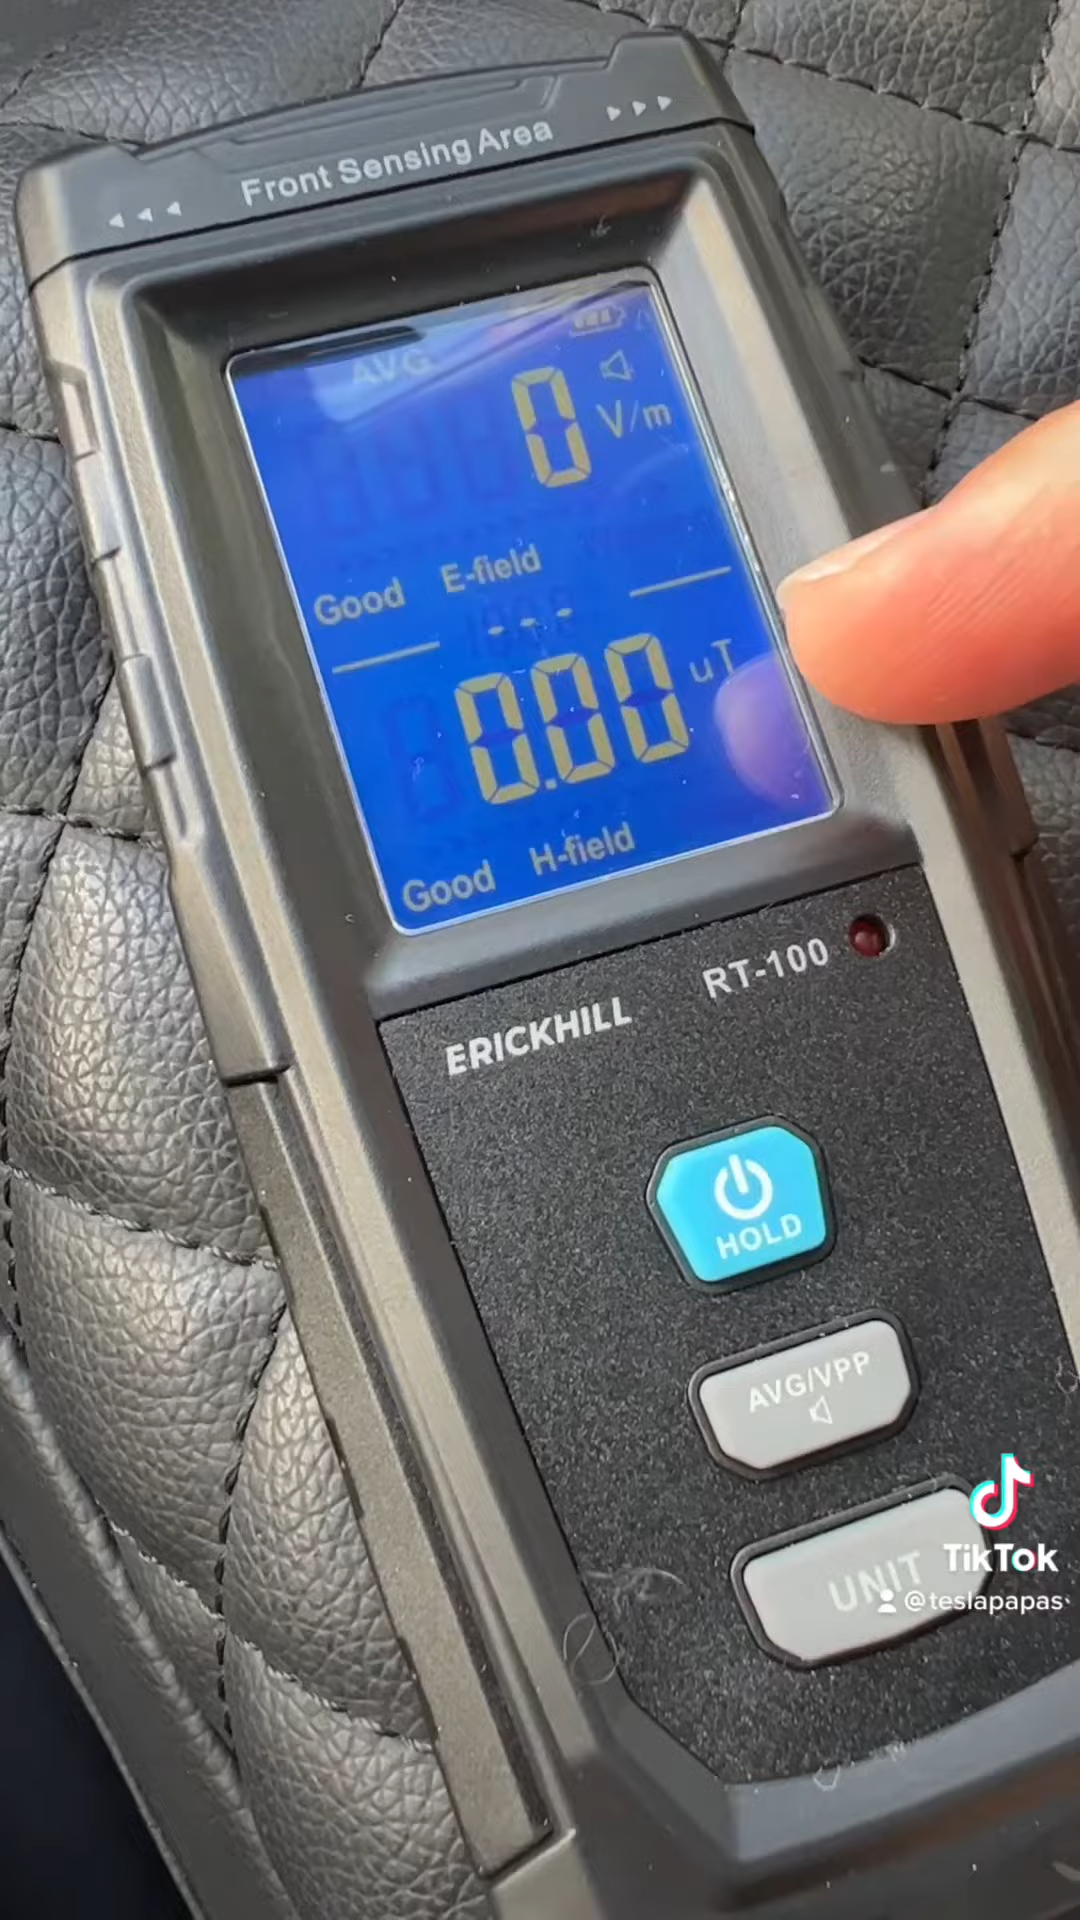 Front Sensing Area
AVG
0 V/m
Good E-field
---
0.00 uT
Good H-field
RT-100
ERICKHILL
HOLD
AVG/VPP
UNIT
TikTok
@teslapapas